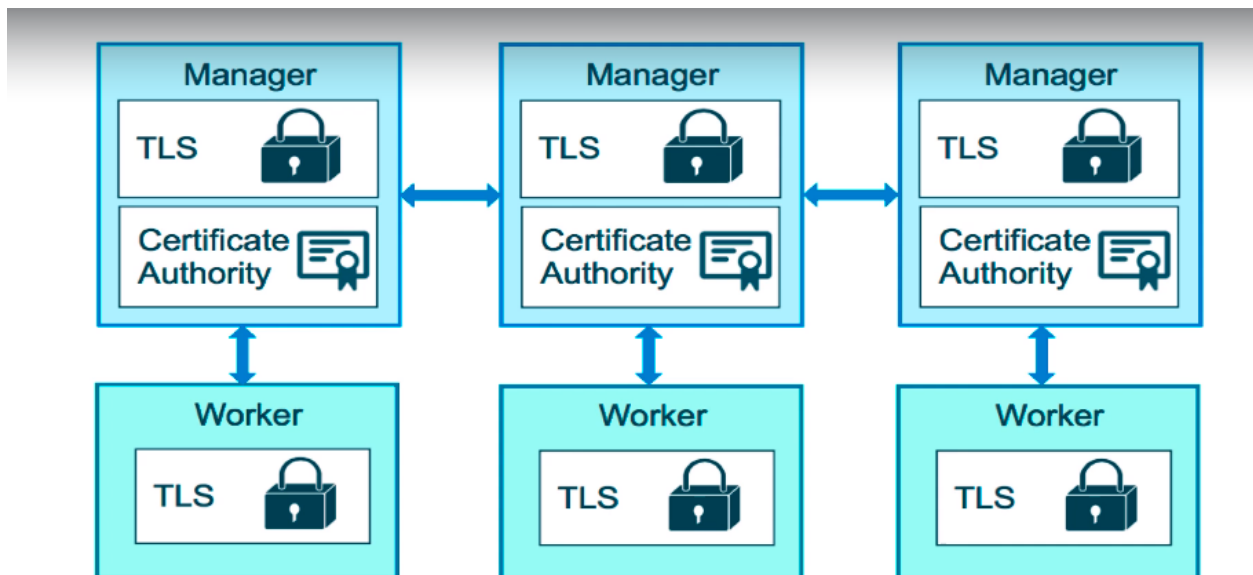 Manager
TLS
Certificate
Authority
Manager
TLS
Certificate
Authority
Manager
TLS
Certificate
Authority
Worker
TLS
Worker
TLS
Worker
TLS